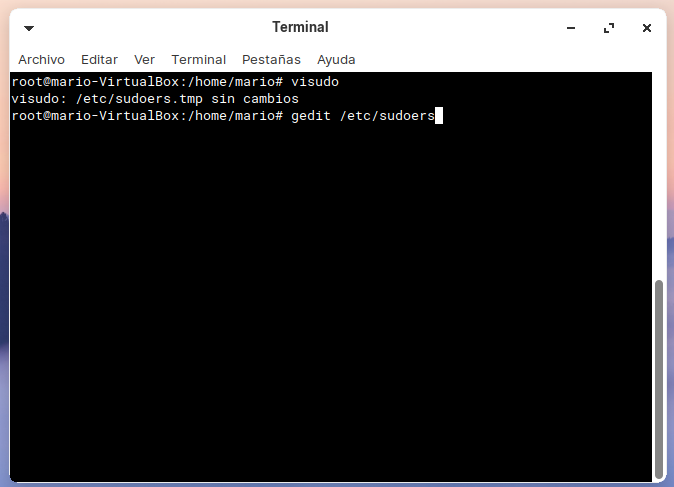 Terminal
Archivo Editar Ver Terminal Pestañas Ayuda
root@mario-VirtualBox:/home/mario# visudo
visudo: /etc/sudoers.tmp sin cambios
root@mario-VirtualBox:/home/mario# gedit /etc/sudoers